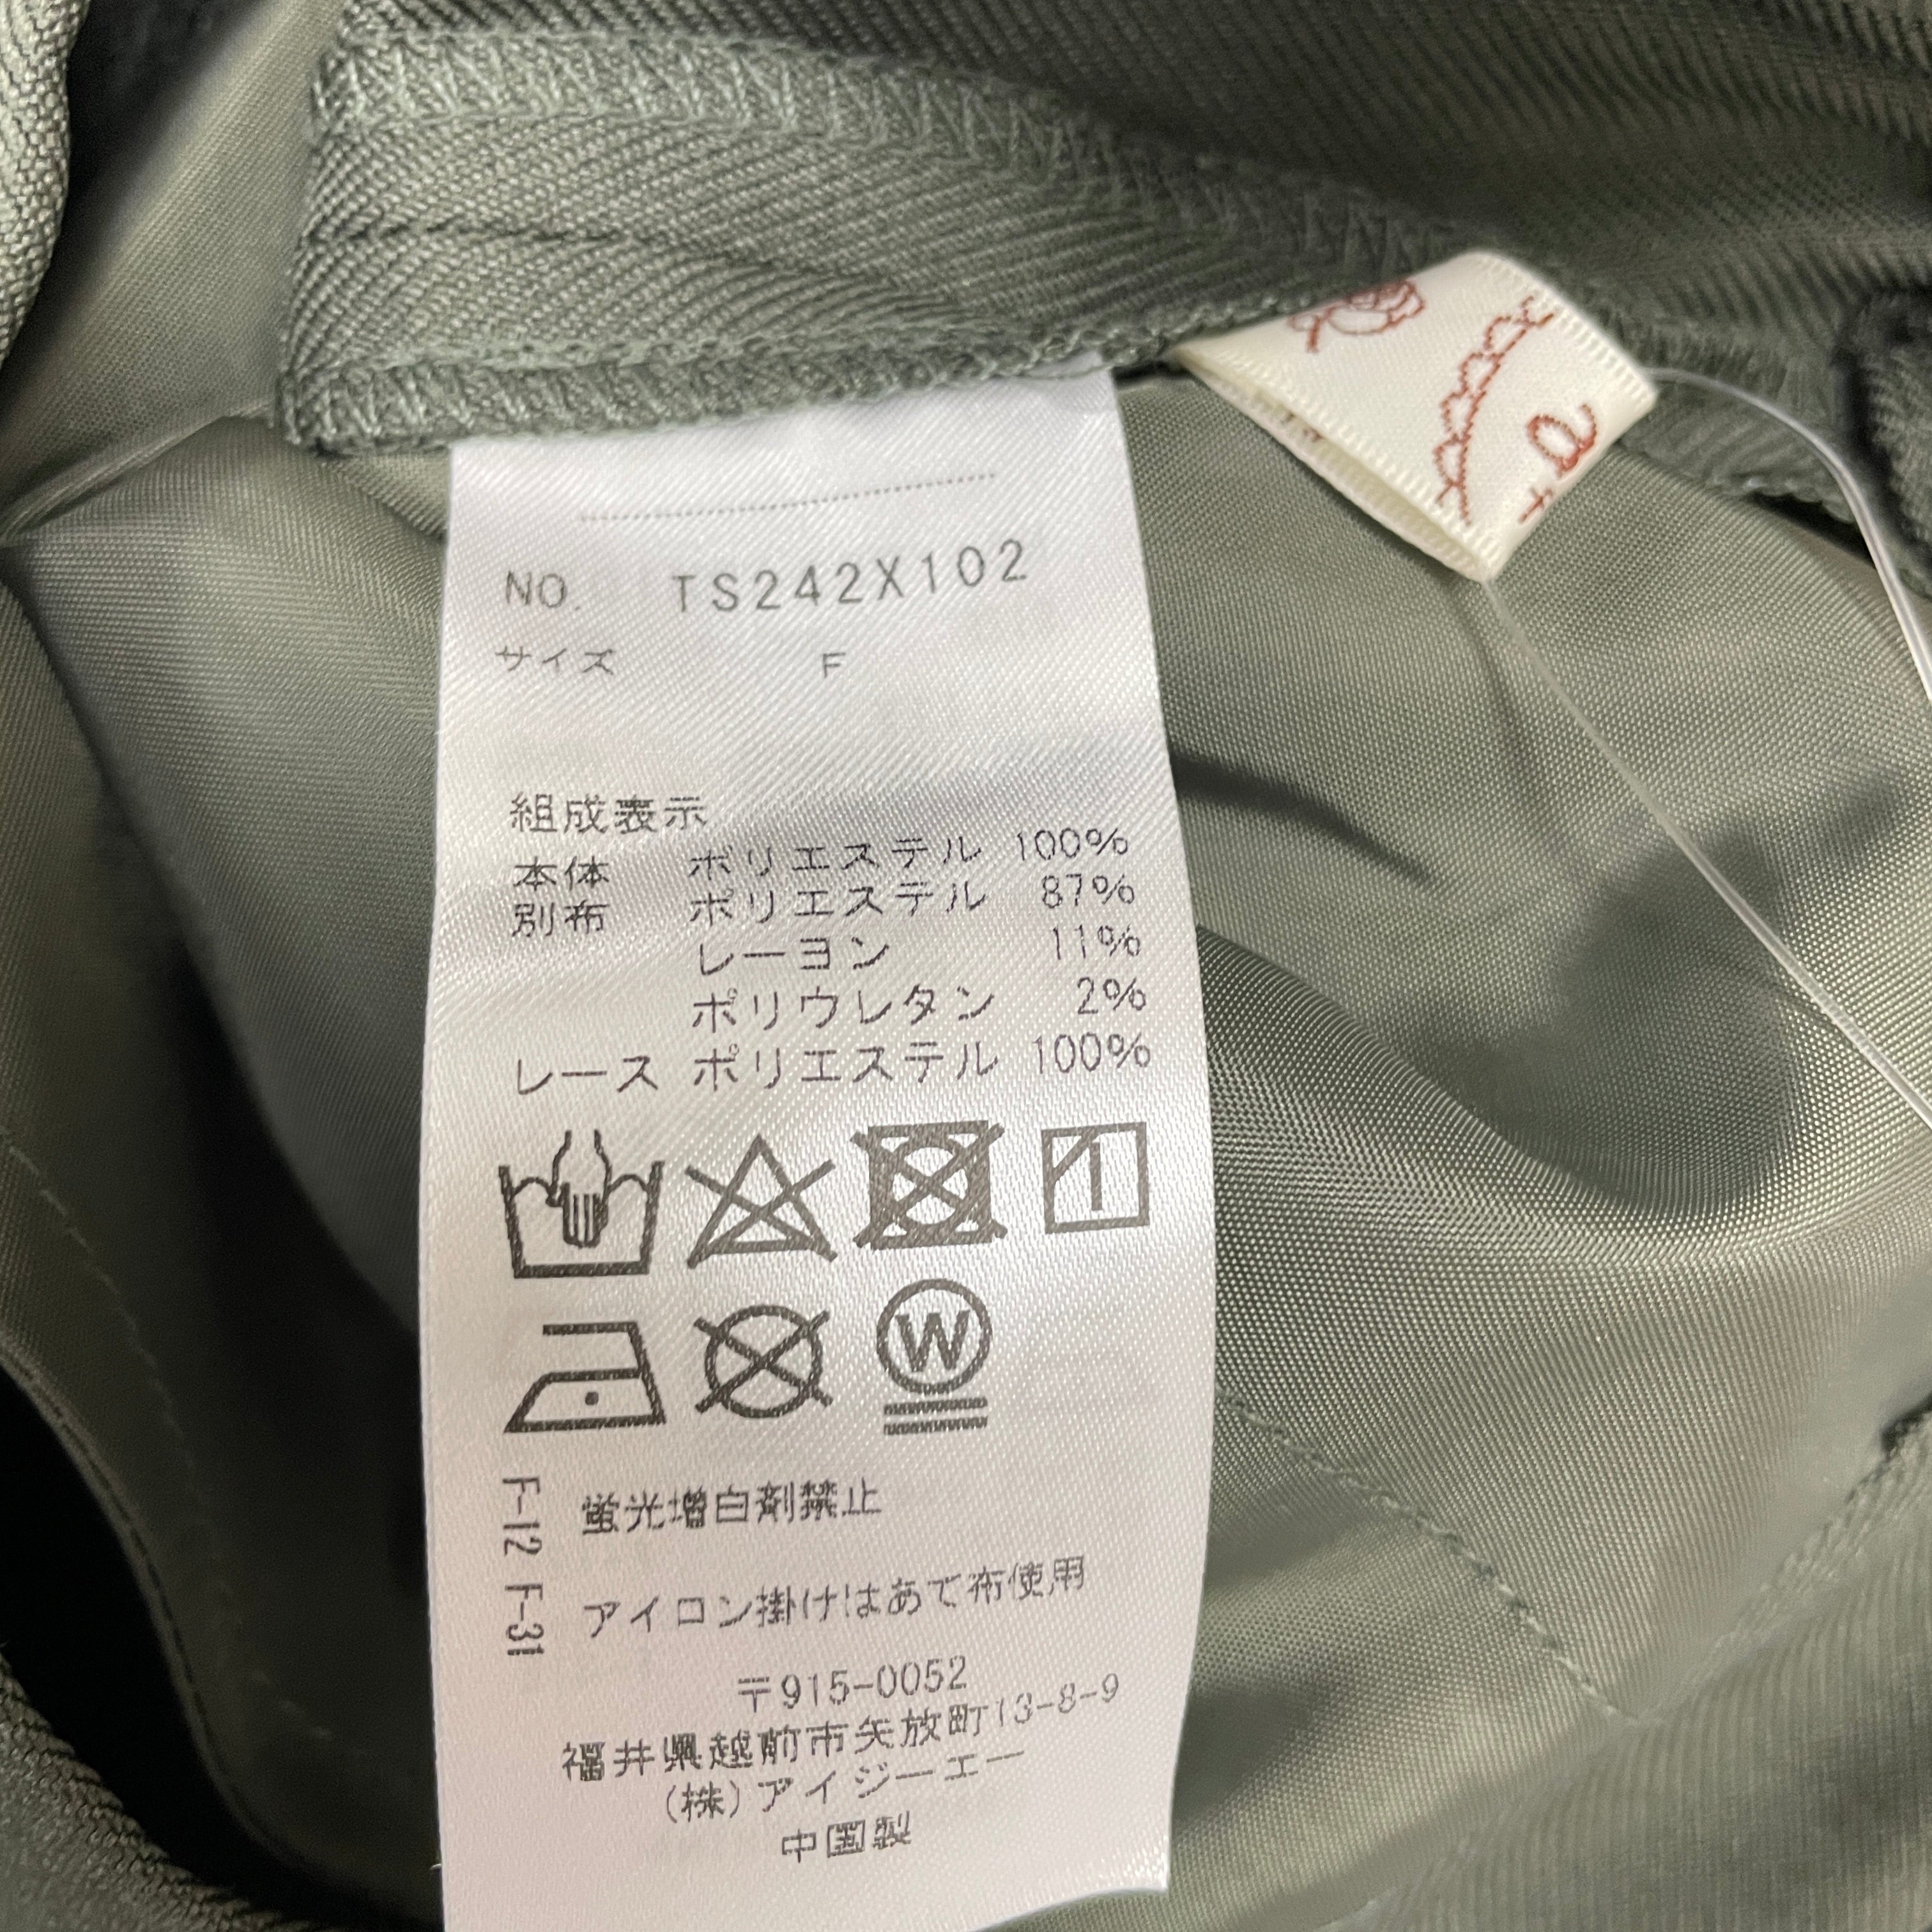 NO. TS242X102
サイズ F
組成表示
本体 ポリエステル 100%
別布 ポリエステル 87%
レーヨン 11%
ポリウレタン 2%
レース ポリエステル 100%
W
F-12 F-31
蛍光増白剤禁止
アイロン掛けはあて布使用
〒915-0052
福井県越前市矢放町13-8-9
(株)アイジーエー
中国製
a